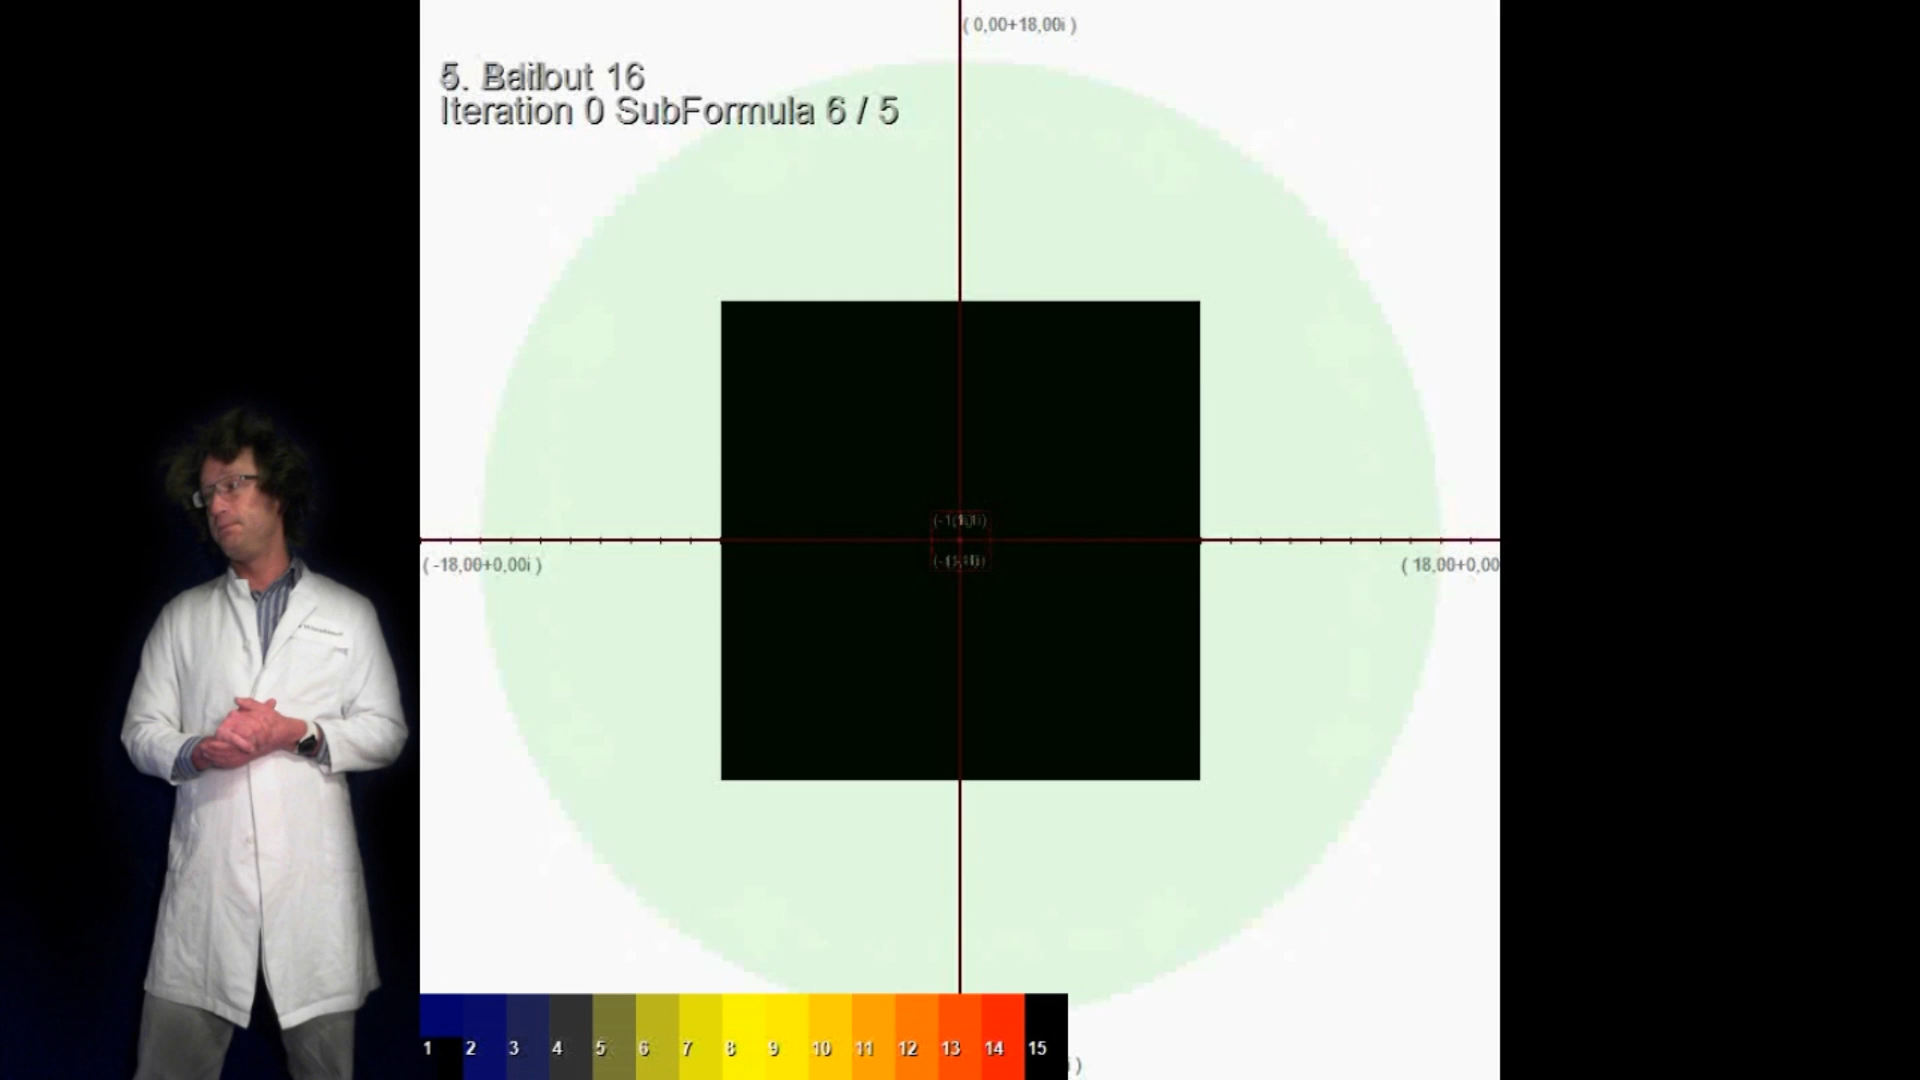 ( 0,00+18,00i )
5. Bailout 16
Iteration 0 SubFormula 6 / 5
( -18,00+0,00i )
( 18,00+0,00
1 2 3 4 5 6 7 8 9 10 11 12 13 14 15